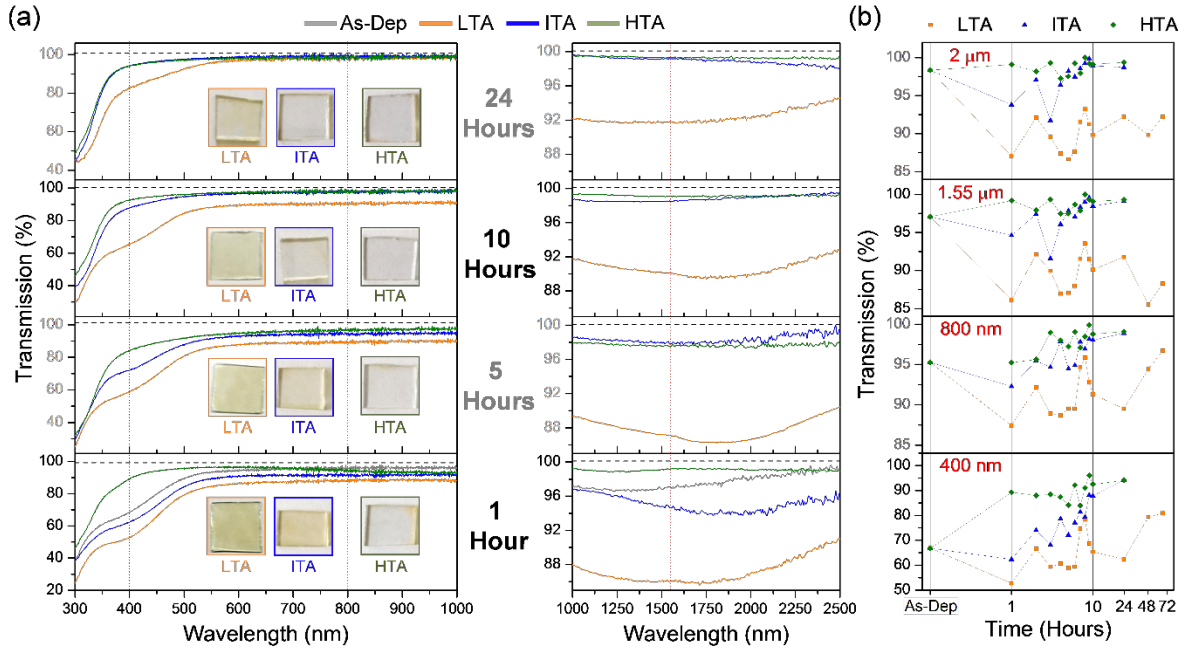 (a)
As-Dep LTA ITA HTA
Transmission (%)
100
80
60
40
LTA ITA HTA
100
80
60
40
LTA ITA HTA
100
80
60
40
LTA ITA HTA
100
80
60
40
20
LTA ITA HTA
300 400 500 600 700 800 900 1000
Wavelength (nm)
24
Hours
10
Hours
5
Hours
1
Hour
Transmission (%)
100
98
96
92
88
86
100
96
92
88
100
96
92
88
100
96
92
88
1000 1250 1500 1750 2000 2250 2500
Wavelength (nm)
(b)
LTA ITA HTA
Transmission (%)
2 μm
100
95
90
85
1.55 μm
100
95
90
85
800 nm
100
95
90
85
400 nm
100
90
80
70
60
50
As-Dep 1 10 24 48 72
Time (Hours)